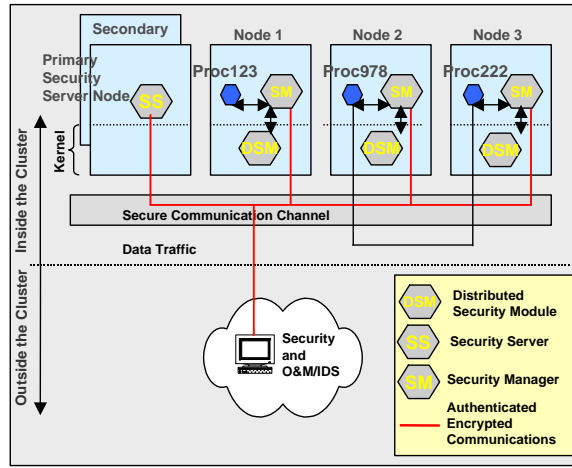 Secondary
Primary
Security
Server Node
SS
Node 1
Proc123
SM
DSM
Node 2
Proc978
SM
DSM
Node 3
Proc222
SM
DSM
Kernel
Inside the Cluster
Secure Communication Channel
Data Traffic
Outside the Cluster
Security
and
O&M/IDS
DSM
Distributed
Security Module
SS
Security Server
SM
Security Manager
Authenticated
Encrypted
Communications